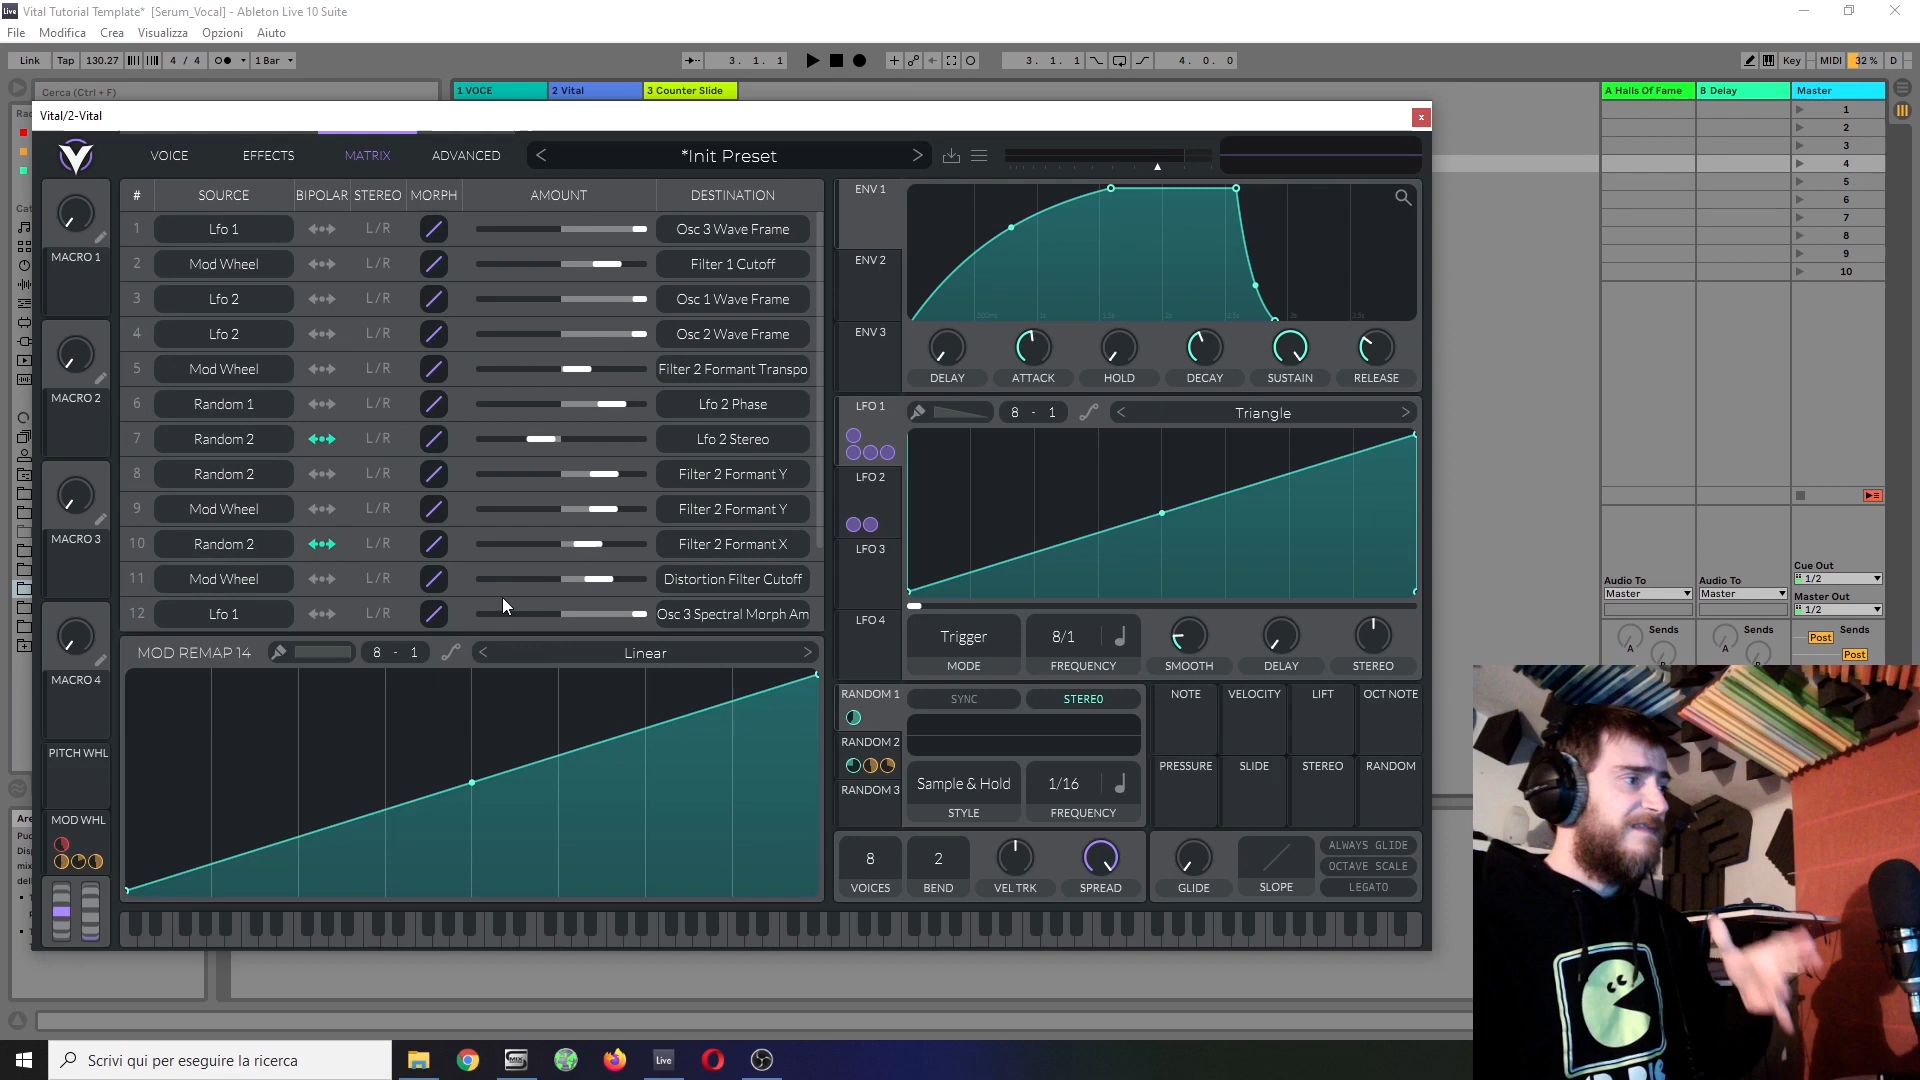 Live Vital Tutorial Template* [Serum_Vocal] - Ableton Live 10 Suite
File Modifica Crea Visualizza Opzioni Aiuto
Link Tap 130.27 4 / 4 1 Bar 3. 1. 1 3. 1. 1 4. 0. 0 Key MIDI 32 % D
Cerca (Ctrl + F)
1 VOCE 2 Vital 3 Counter Slide A Halls Of Fame B Delay Master
Vital/2-Vital x
VOICE EFFECTS MATRIX ADVANCED < *Init Preset >
# SOURCE BIPOLAR STEREO MORPH AMOUNT DESTINATION
1 Lfo 1 L/R Osc 3 Wave Frame
2 Mod Wheel L/R Filter 1 Cutoff
3 Lfo 2 L/R Osc 1 Wave Frame
4 Lfo 2 L/R Osc 2 Wave Frame
5 Mod Wheel L/R Filter 2 Formant Transpo
6 Random 1 L/R Lfo 2 Phase
7 Random 2 L/R Lfo 2 Stereo
8 Random 2 L/R Filter 2 Formant Y
9 Mod Wheel L/R Filter 2 Formant Y
10 Random 2 L/R Filter 2 Formant X
11 Mod Wheel L/R Distortion Filter Cutoff
12 Lfo 1 L/R Osc 3 Spectral Morph Am
MACRO 1
MACRO 2
MACRO 3
MACRO 4
PITCH WHL
MOD WHL
MOD REMAP 14 8 - 1 < Linear >
ENV 1
ENV 2
ENV 3
DELAY ATTACK HOLD DECAY SUSTAIN RELEASE
LFO 1 8 - 1 < Triangle >
LFO 2
LFO 3
LFO 4
Trigger 8/1
MODE FREQUENCY SMOOTH DELAY STEREO
RANDOM 1 SYNC STEREO
RANDOM 2
RANDOM 3
Sample & Hold 1/16
STYLE FREQUENCY
NOTE VELOCITY LIFT OCT NOTE
PRESSURE SLIDE STEREO RANDOM
8 2
VOICES BEND VEL TRK SPREAD GLIDE SLOPE
ALWAYS GLIDE
OCTAVE SCALE
LEGATO
1
2
3
4
5
6
7
8
9
10
Cue Out
1/2
Master Out
1/2
Audio To Audio To
Master Master
Sends Sends Sends
A A
Post
Post
Scrivi qui per eseguire la ricerca
Live